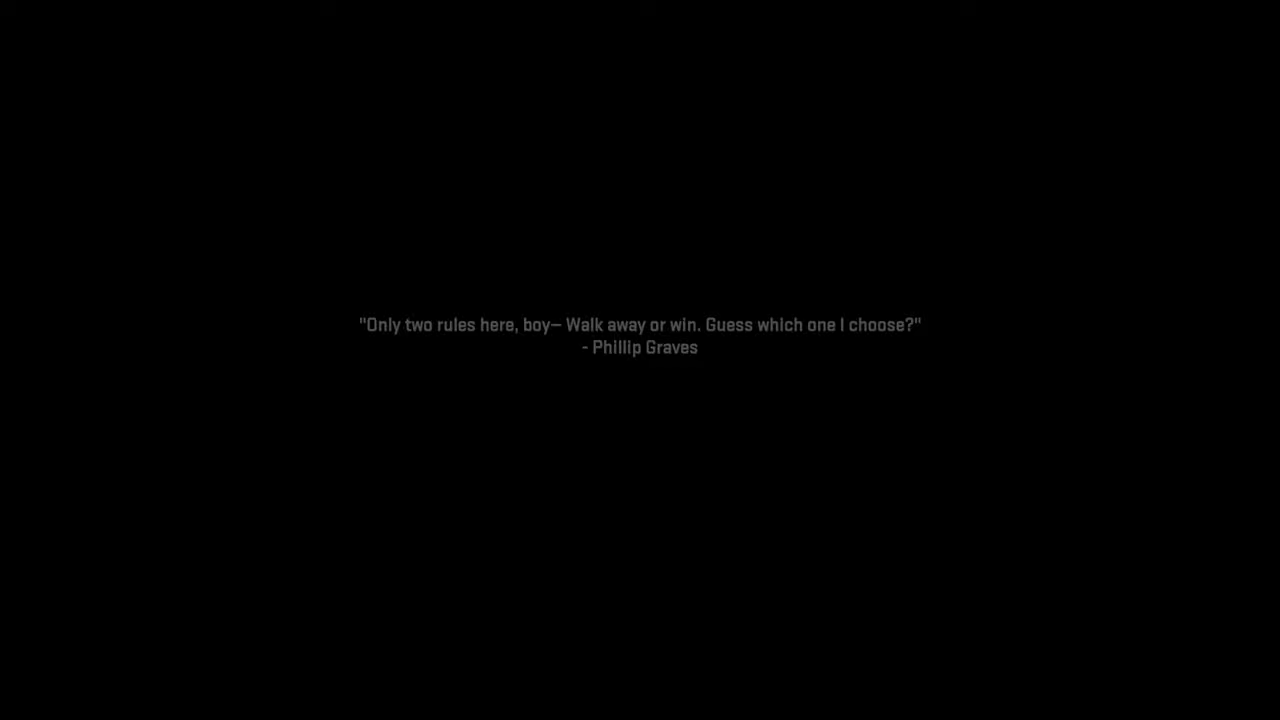 "Only two rules here, boy— Walk away or win. Guess which one I choose?"
- Phillip Graves